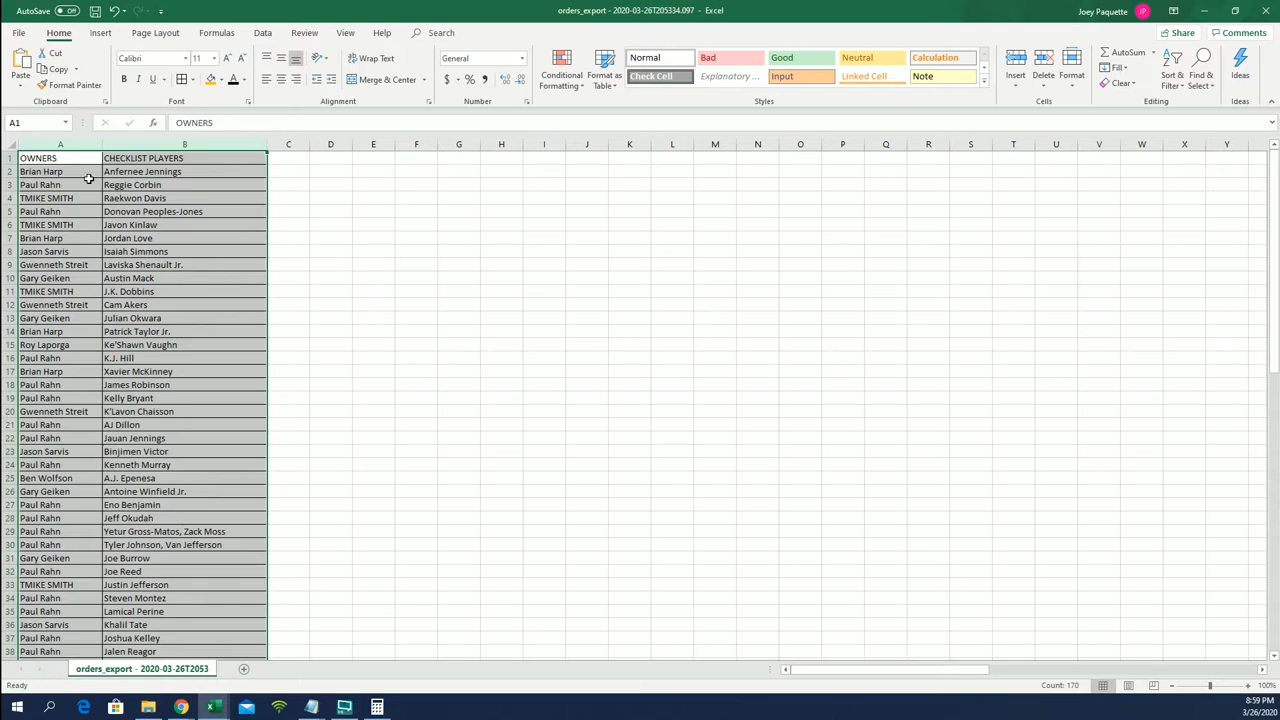 AutoSave Off
orders_export - 2020-03-26T205334.097 - Excel
Joey Paquette JP
File Home Insert Page Layout Formulas Data Review View Help Search
Share Comments
Paste
Cut
Copy
Format Painter
Calibri 11
B I U
Wrap Text
Merge & Center
General
$ % 9
Conditional Formatting
Format as Table
Normal Bad Good Neutral Calculation
Check Cell Explanatory ... Input Linked Cell Note
Insert Delete Format
AutoSum
Fill
Clear
Sort & Filter
Find & Select
Ideas
Clipboard Font Alignment Number Styles Cells Editing Ideas
A1 fx OWNERS
A B C D E F G H I J K L M N O P Q R S T U V W X Y
1 OWNERS CHECKLIST PLAYERS
2 Brian Harp Anfernee Jennings
3 Paul Rahn Reggie Corbin
4 TMIKE SMITH Raekwon Davis
5 Paul Rahn Donovan Peoples-Jones
6 TMIKE SMITH Javon Kinlaw
7 Brian Harp Jordan Love
8 Jason Sarvis Isaiah Simmons
9 Gwenneth Streit Laviska Shenault Jr.
10 Gary Geiken Austin Mack
11 TMIKE SMITH J.K. Dobbins
12 Gwenneth Streit Cam Akers
13 Gary Geiken Julian Okwara
14 Brian Harp Patrick Taylor Jr.
15 Roy Laporga Ke'Shawn Vaughn
16 Paul Rahn K.J. Hill
17 Brian Harp Xavier McKinney
18 Paul Rahn James Robinson
19 Paul Rahn Kelly Bryant
20 Gwenneth Streit K'Lavon Chaisson
21 Paul Rahn AJ Dillon
22 Paul Rahn Jauan Jennings
23 Jason Sarvis Binjimen Victor
24 Paul Rahn Kenneth Murray
25 Ben Wolfson A.J. Epenesa
26 Gary Geiken Antoine Winfield Jr.
27 Paul Rahn Eno Benjamin
28 Paul Rahn Jeff Okudah
29 Paul Rahn Yetur Gross-Matos, Zack Moss
30 Paul Rahn Tyler Johnson, Van Jefferson
31 Gary Geiken Joe Burrow
32 Paul Rahn Joe Reed
33 TMIKE SMITH Justin Jefferson
34 Paul Rahn Steven Montez
35 Paul Rahn Lamical Perine
36 Jason Sarvis Khalil Tate
37 Paul Rahn Joshua Kelley
38 Paul Rahn Jalen Reagor
orders_export - 2020-03-26T2053
Ready
Count: 170
100%
8:59 PM
3/26/2020